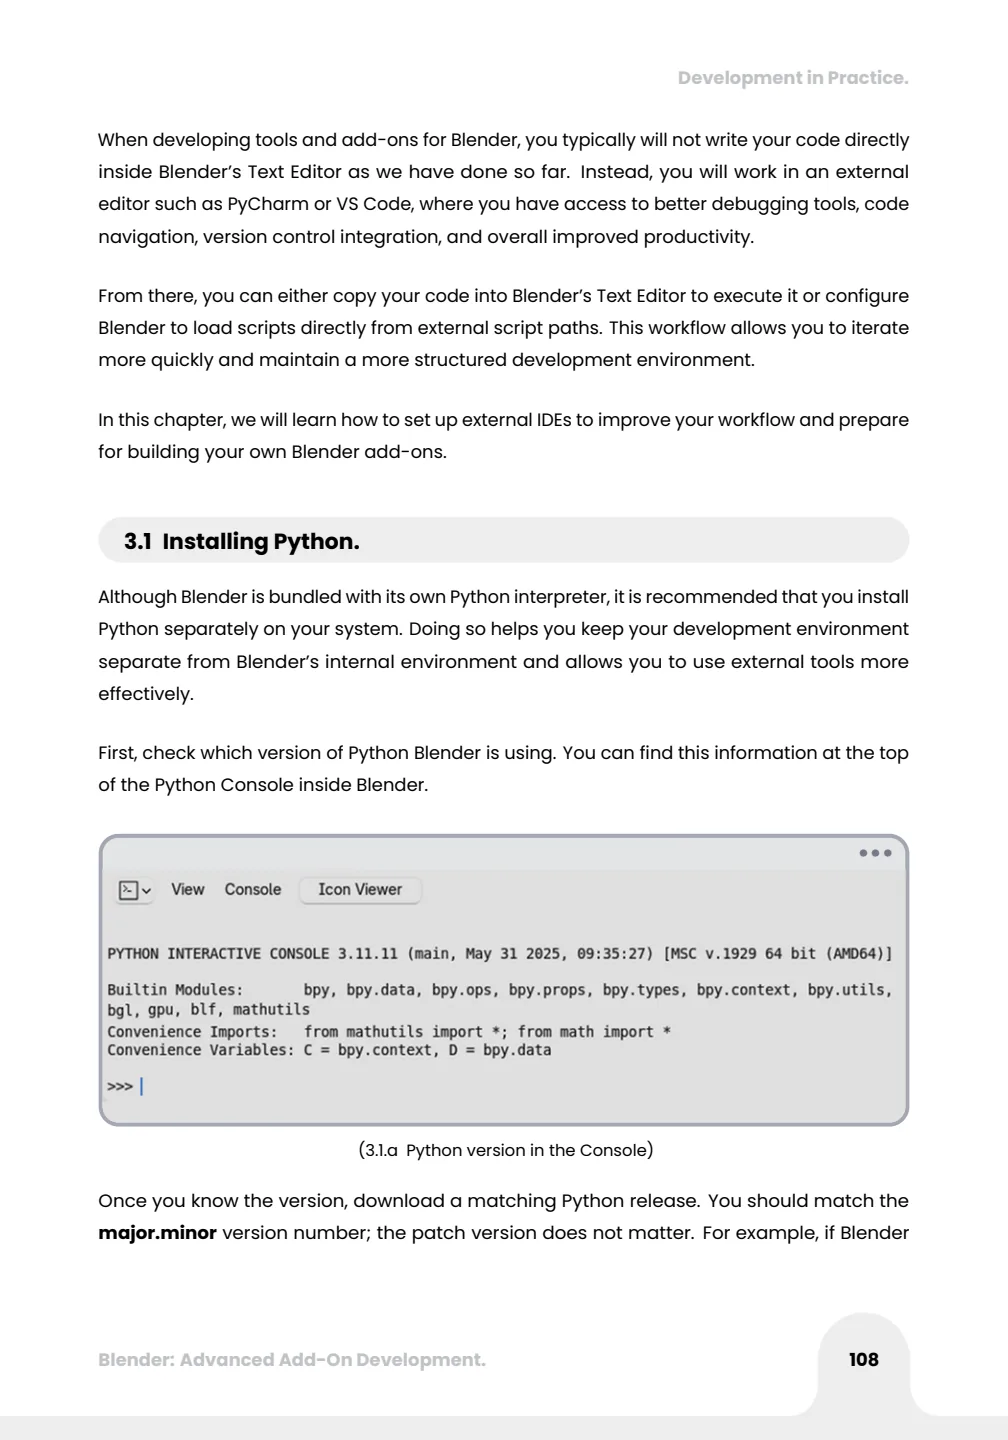 Development in Practice.
When developing tools and add-ons for Blender, you typically will not write your code directly
inside Blender's Text Editor as we have done so far. Instead, you will work in an external
editor such as PyCharm or VS Code, where you have access to better debugging tools, code
navigation, version control integration, and overall improved productivity.
From there, you can either copy your code into Blender's Text Editor to execute it or configure
Blender to load scripts directly from external script paths. This workflow allows you to iterate
more quickly and maintain a more structured development environment.
In this chapter, we will learn how to set up external IDEs to improve your workflow and prepare
for building your own Blender add-ons.
3.1 Installing Python.
Although Blender is bundled with its own Python interpreter, it is recommended that you install
Python separately on your system. Doing so helps you keep your development environment
separate from Blender's internal environment and allows you to use external tools more
effectively.
First, check which version of Python Blender is using. You can find this information at the top
of the Python Console inside Blender.
View Console Icon Viewer
PYTHON INTERACTIVE CONSOLE 3.11.11 (main, May 31 2025, 09:35:27) [MSC v.1929 64 bit (AMD64)]
Builtin Modules: bpy, bpy.data, bpy.ops, bpy.props, bpy.types, bpy.context, bpy.utils,
bgl, gpu, blf, mathutils
Convenience Imports: from mathutils import *; from math import *
Convenience Variables: C = bpy.context, D = bpy.data
>>>
(3.1.a Python version in the Console)
Once you know the version, download a matching Python release. You should match the
major.minor version number; the patch version does not matter. For example, if Blender
Blender: Advanced Add-On Development.
108